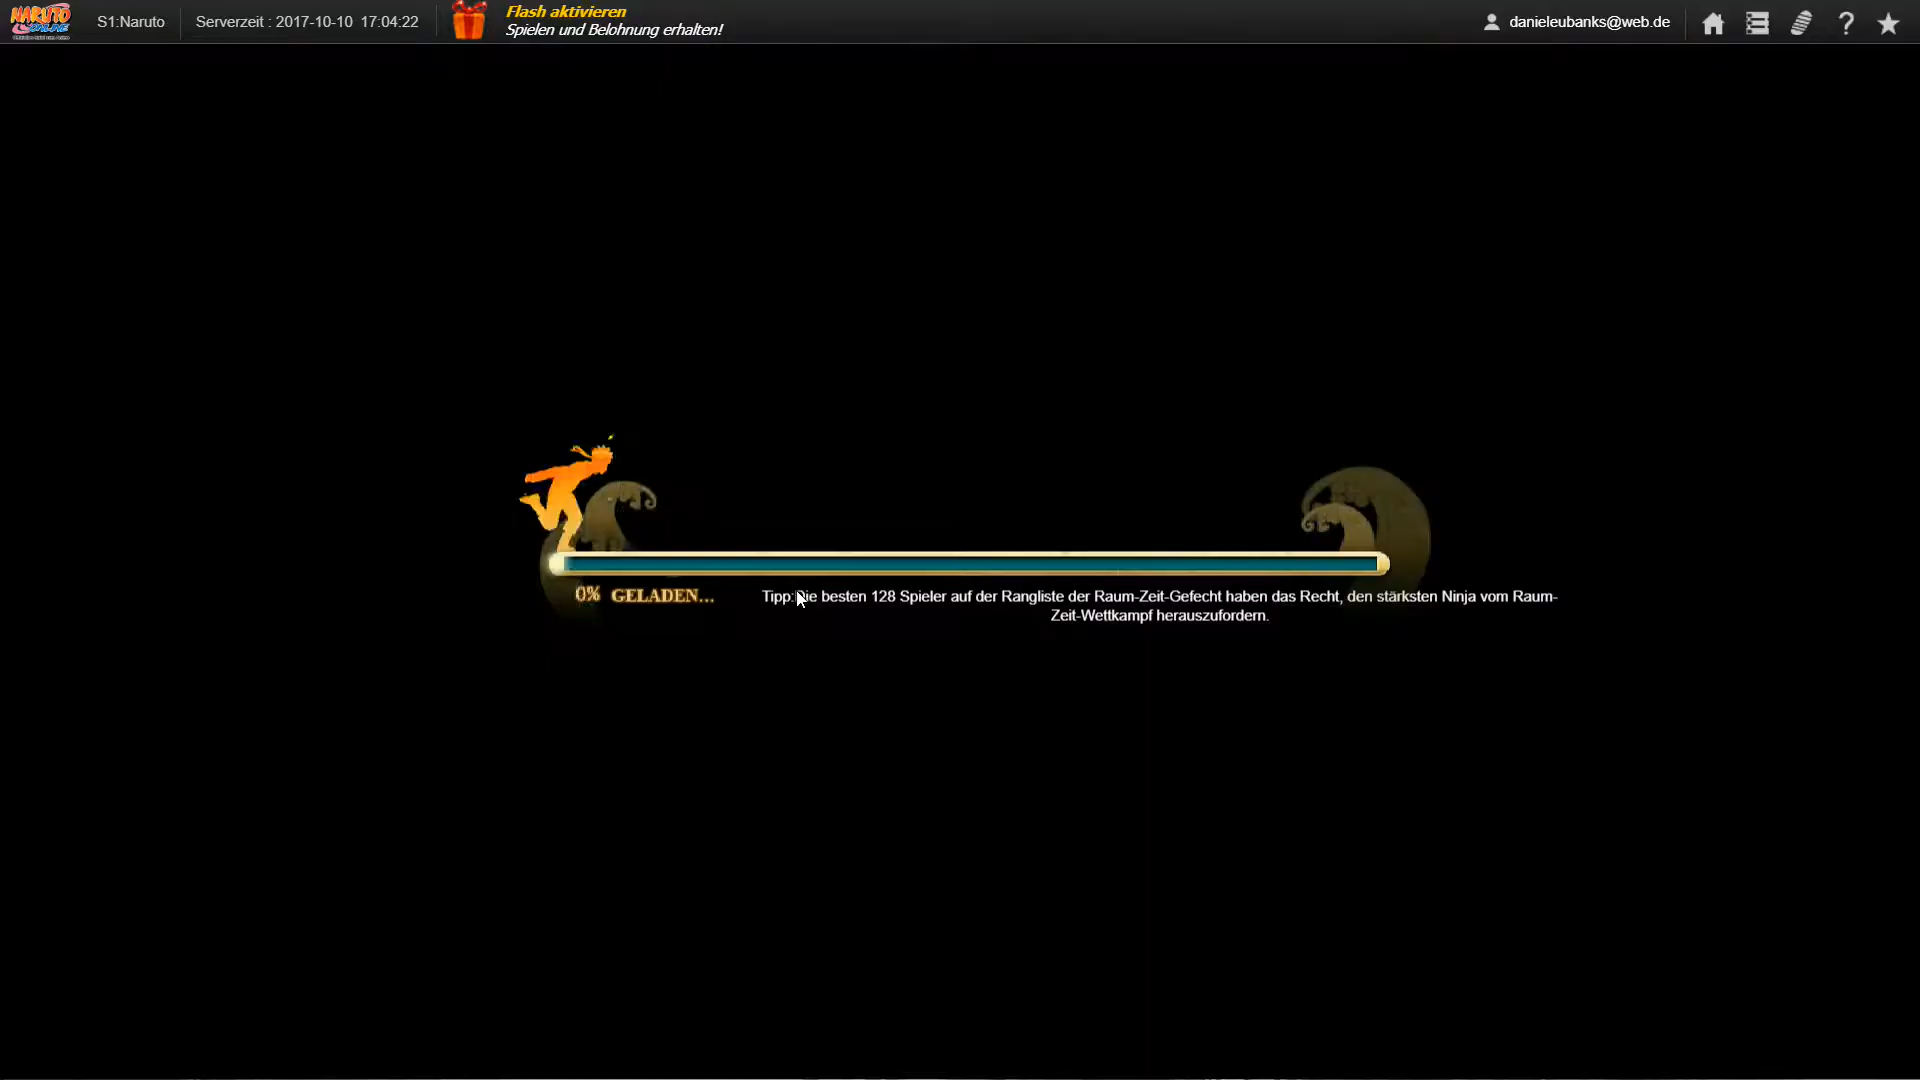 NARUTO
ONLINE
S1:Naruto
Serverzeit : 2017-10-10 17:04:22
Flash aktivieren
Spielen und Belohnung erhalten!
danieleubanks@web.de
0% GELADEN...
Tipp:Die besten 128 Spieler auf der Rangliste der Raum-Zeit-Gefecht haben das Recht, den stärksten Ninja vom Raum-
Zeit-Wettkampf herauszufordern.